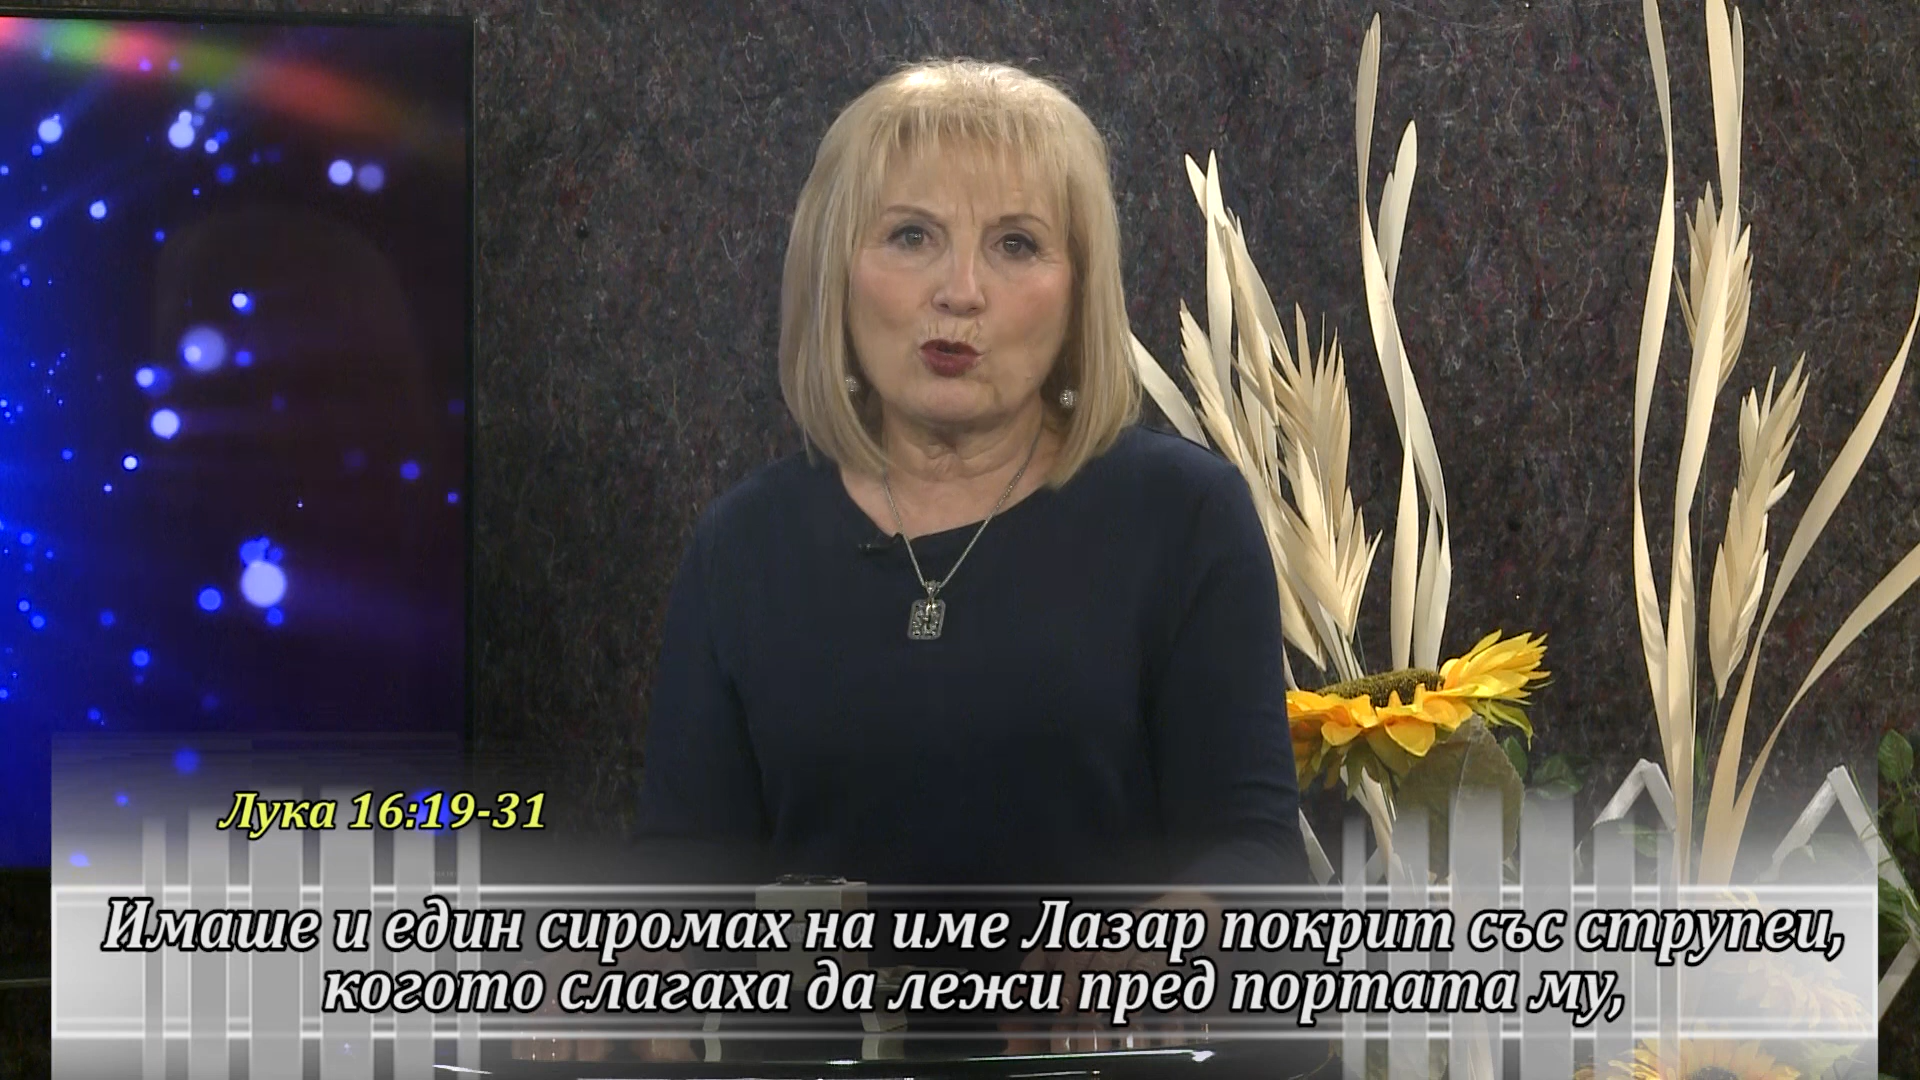 Лука 16:19-31
Имаше и един сиромах на име Лазар покрит със струпеи,
когото слагаха да лежи пред портата му,